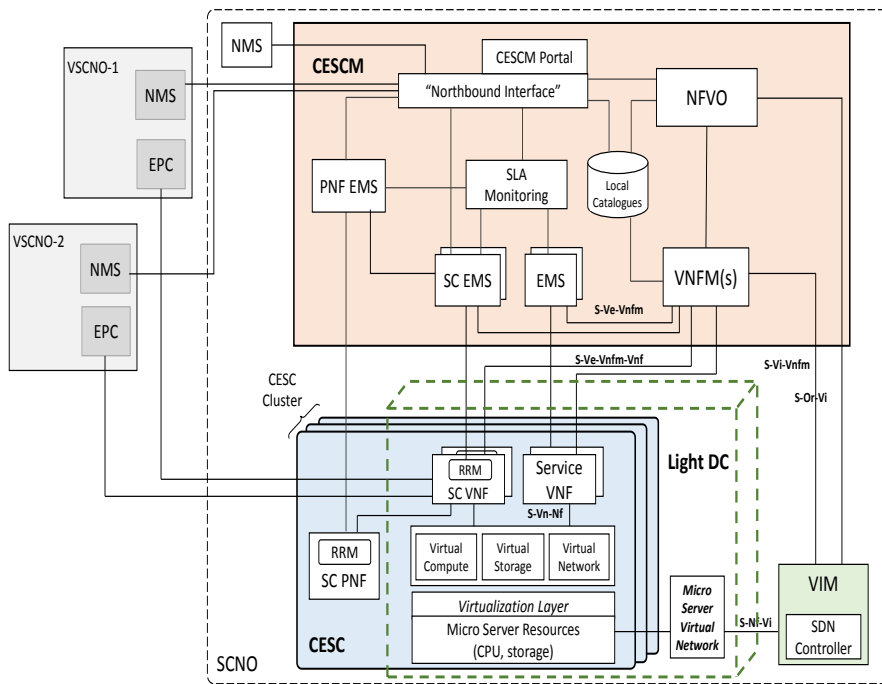 VSCNO-1
NMS
EPC
VSCNO-2
NMS
EPC
NMS
CESCM
CESCM Portal
“Northbound Interface”
NFVO
PNF EMS
SLA
Monitoring
Local
Catalogues
SC EMS
EMS
VNFM(s)
S-Ve-Vnfm
S-Ve-Vnfm-Vnf
S-Vi-Vnfm
S-Or-Vi
CESC
Cluster
Light DC
RRM
SC VNF
Service
VNF
S-Vn-Nf
RRM
SC PNF
Virtual
Compute
Virtual
Storage
Virtual
Network
Virtualization Layer
Micro Server Resources
(CPU, storage)
CESC
Micro
Server
Virtual
Network
S-Nf-Vi
VIM
SDN
Controller
SCNO